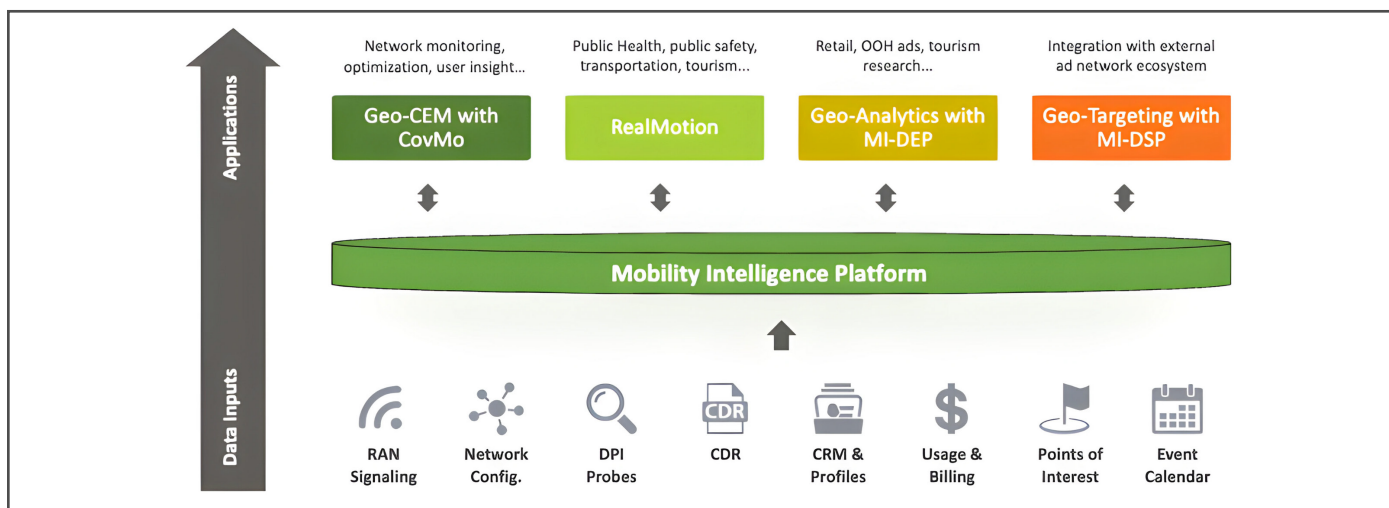 Network monitoring,
optimization, user insight...
Public Health, public safety,
transportation, tourism...
Retail, OOH ads, tourism
research...
Integration with external
ad network ecosystem
Geo-CEM with
CovMo
RealMotion
Geo-Analytics with
MI-DEP
Geo-Targeting with
MI-DSP
Applications
Mobility Intelligence Platform
Data Inputs
CDR
RAN
Signaling
Network
Config.
DPI
Probes
CDR
CRM &
Profiles
Usage &
Billing
Points of
Interest
Event
Calendar